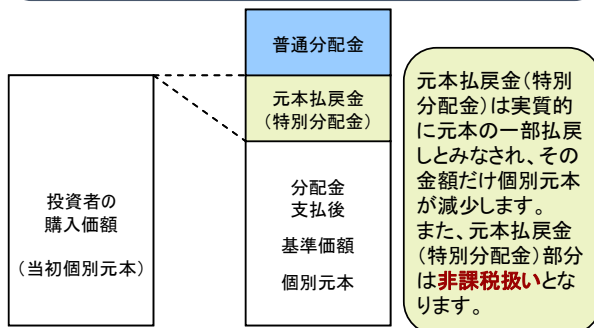 普通分配金
元本払戻金
(特別分配金)
投資者の
購入価額
(当初個別元本)
分配金
支払後
基準価額
個別元本
元本払戻金(特別
分配金)は実質的
に元本の一部払戻
しとみなされ、その
金額だけ個別元本
が減少します。
また、元本払戻金
(特別分配金)部分
は非課税扱いとな
ります。